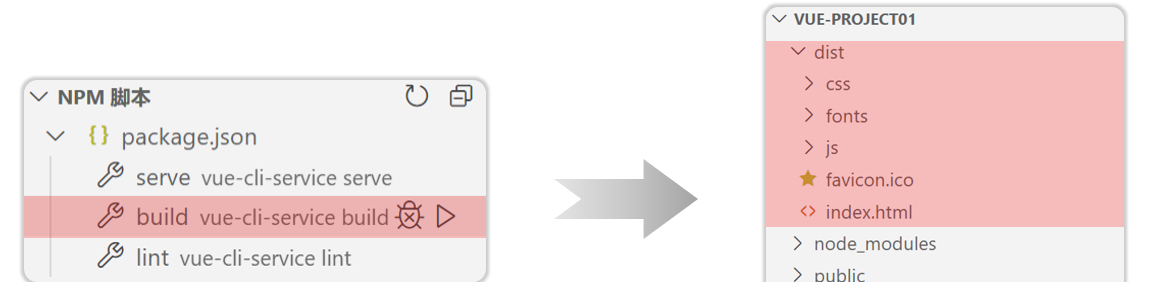 NPM 脚本
package.json
serve vue-cli-service serve
build vue-cli-service build
lint vue-cli-service lint
VUE-PROJECT01
dist
css
fonts
js
favicon.ico
index.html
node_modules
public